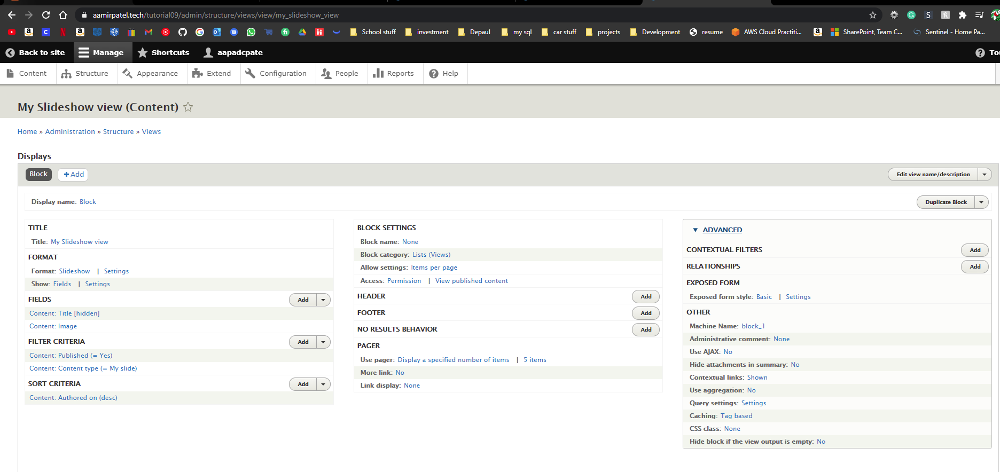 aamirpatel.tech/tutorial09/admin/structure/views/view/my_slideshow_view
School stuff investment Depaul my sql car stuff projects Development resume AWS Cloud Practiti... SharePoint, Team C... Sentinel - Home Pa...
Back to site Manage Shortcuts aapadcpate Tou
Content Structure Appearance Extend Configuration People Reports Help
My Slideshow view (Content)
Home » Administration » Structure » Views
Displays
Block + Add Edit view name/description
Display name: Block Duplicate Block
TITLE
Title: My Slideshow view
FORMAT
Format: Slideshow | Settings
Show: Fields | Settings
FIELDS Add
Content: Title [hidden]
Content: Image
FILTER CRITERIA Add
Content: Published (= Yes)
Content: Content type (= My slide)
SORT CRITERIA Add
Content: Authored on (desc)
BLOCK SETTINGS
Block name: None
Block category: Lists (Views)
Allow settings: Items per page
Access: Permission | View published content
HEADER Add
FOOTER Add
NO RESULTS BEHAVIOR Add
PAGER
Use pager: Display a specified number of items | 5 items
More link: No
Link display: None
ADVANCED
CONTEXTUAL FILTERS Add
RELATIONSHIPS Add
EXPOSED FORM
Exposed form style: Basic | Settings
OTHER
Machine Name: block_1
Administrative comment: None
Use AJAX: No
Hide attachments in summary: No
Contextual links: Shown
Use aggregation: No
Query settings: Settings
Caching: Tag based
CSS class: None
Hide block if the view output is empty: No